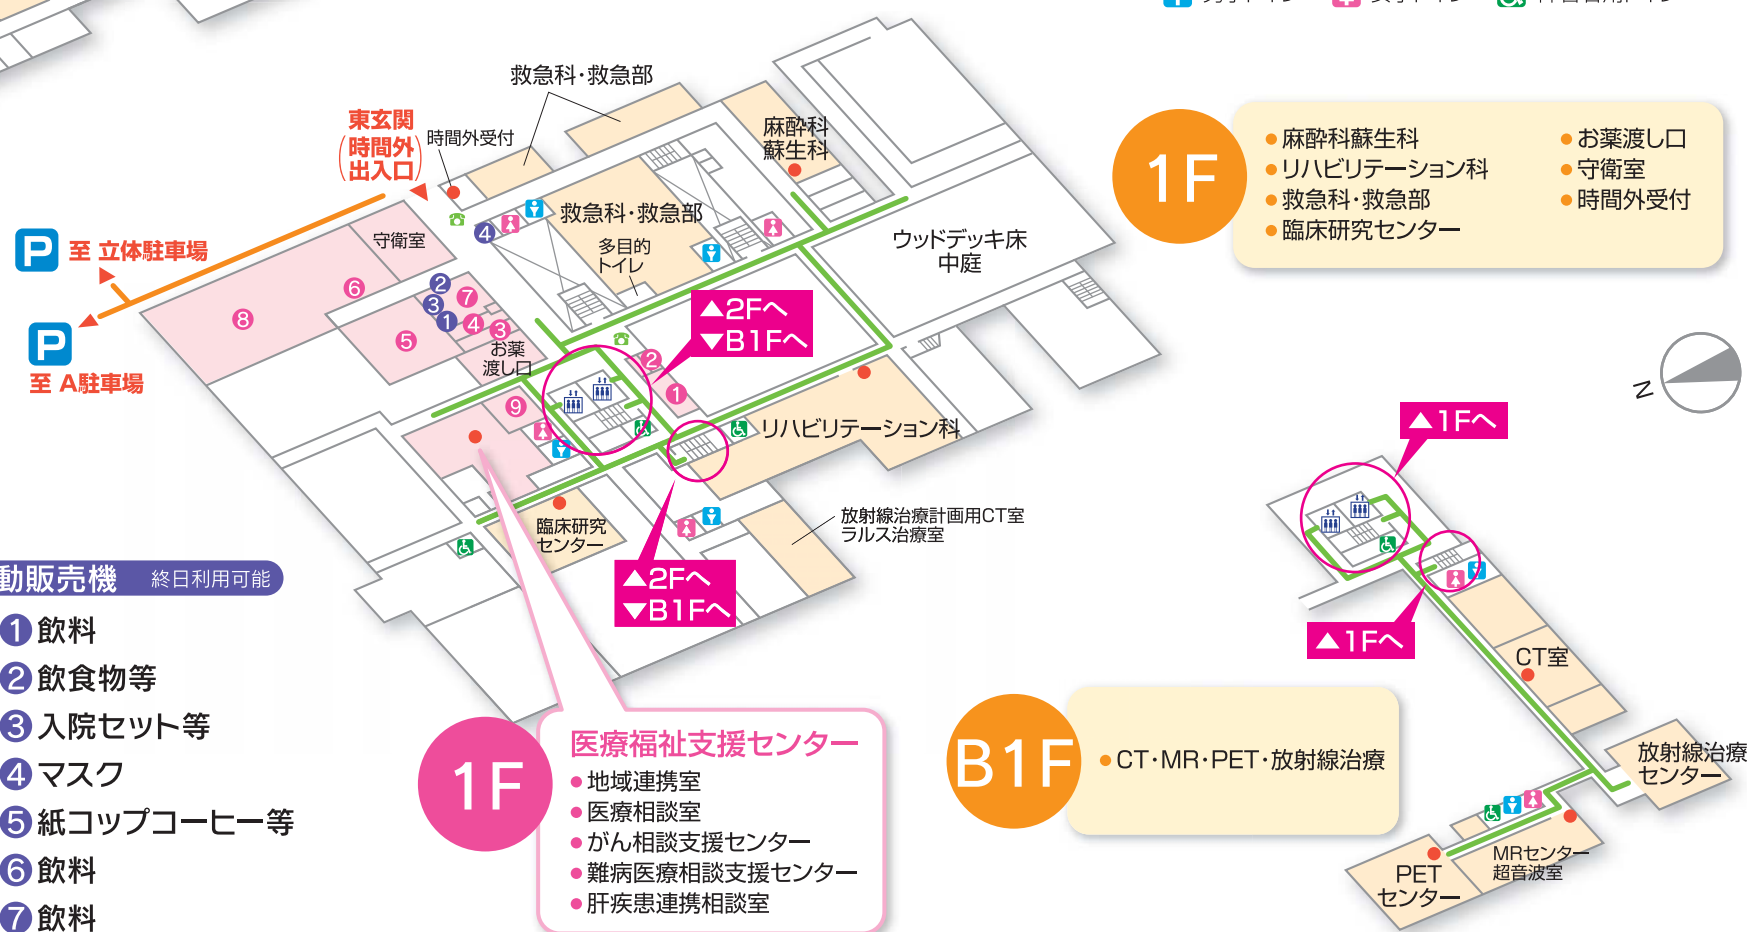 救急科・救急部
東玄関
(時間外
出入口)
時間外受付
麻酔科
蘇生科
救急科・救急部
多目的
トイレ
守衛室
ウッドデッキ床
中庭
P 至 立体駐車場
P
至 A駐車場
8
6
2
3
1
7
4
3
5
4
お薬
渡し口
▲2Fへ
▼B1Fへ
2
1
9
リハビリテーション科
臨床研究
センター
放射線治療計画用CT室
ラルス治療室
▲2Fへ
▼B1Fへ
1F
●麻酔科蘇生科
●リハビリテーション科
●救急科・救急部
●臨床研究センター
●お薬渡し口
●守衛室
●時間外受付
N
動販売機 終日利用可能
1 飲料
2 飲食物等
3 入院セット等
4 マスク
5 紙コップコーヒー等
6 飲料
7 飲料
1F
医療福祉支援センター
●地域連携室
●医療相談室
●がん相談支援センター
●難病医療相談支援センター
●肝疾患連携相談室
B1F
●CT・MR・PET・放射線治療
▲1Fへ
▲1Fへ
CT室
放射線治療
センター
MRセンター
超音波室
PET
センター